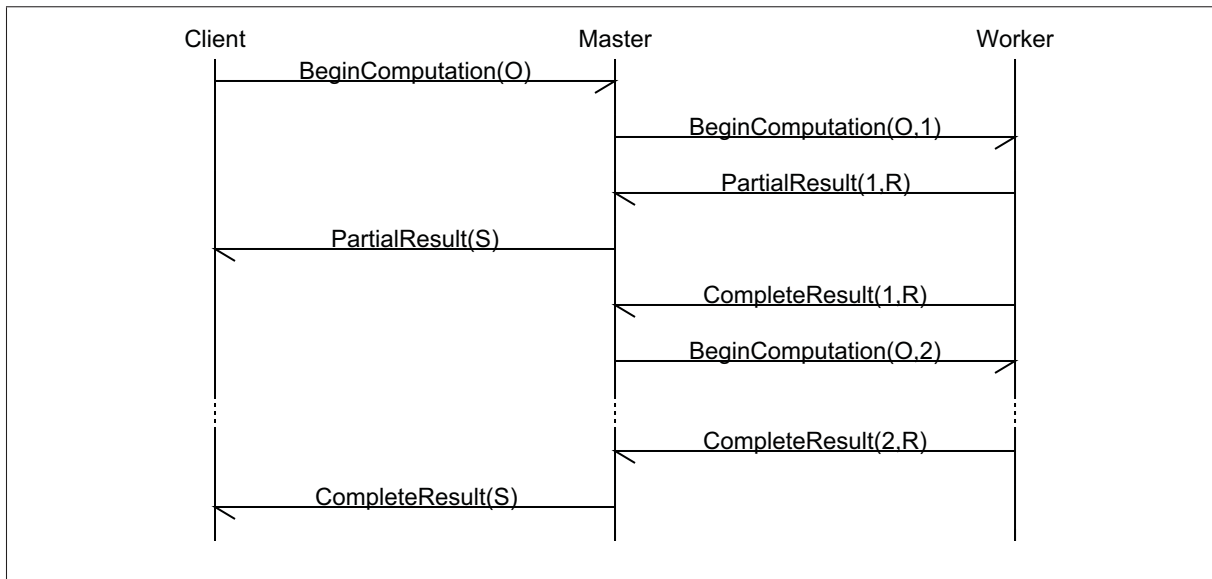 Client
Master
Worker
BeginComputation(O)
BeginComputation(O,1)
PartialResult(1,R)
PartialResult(S)
CompleteResult(1,R)
BeginComputation(O,2)
CompleteResult(2,R)
CompleteResult(S)